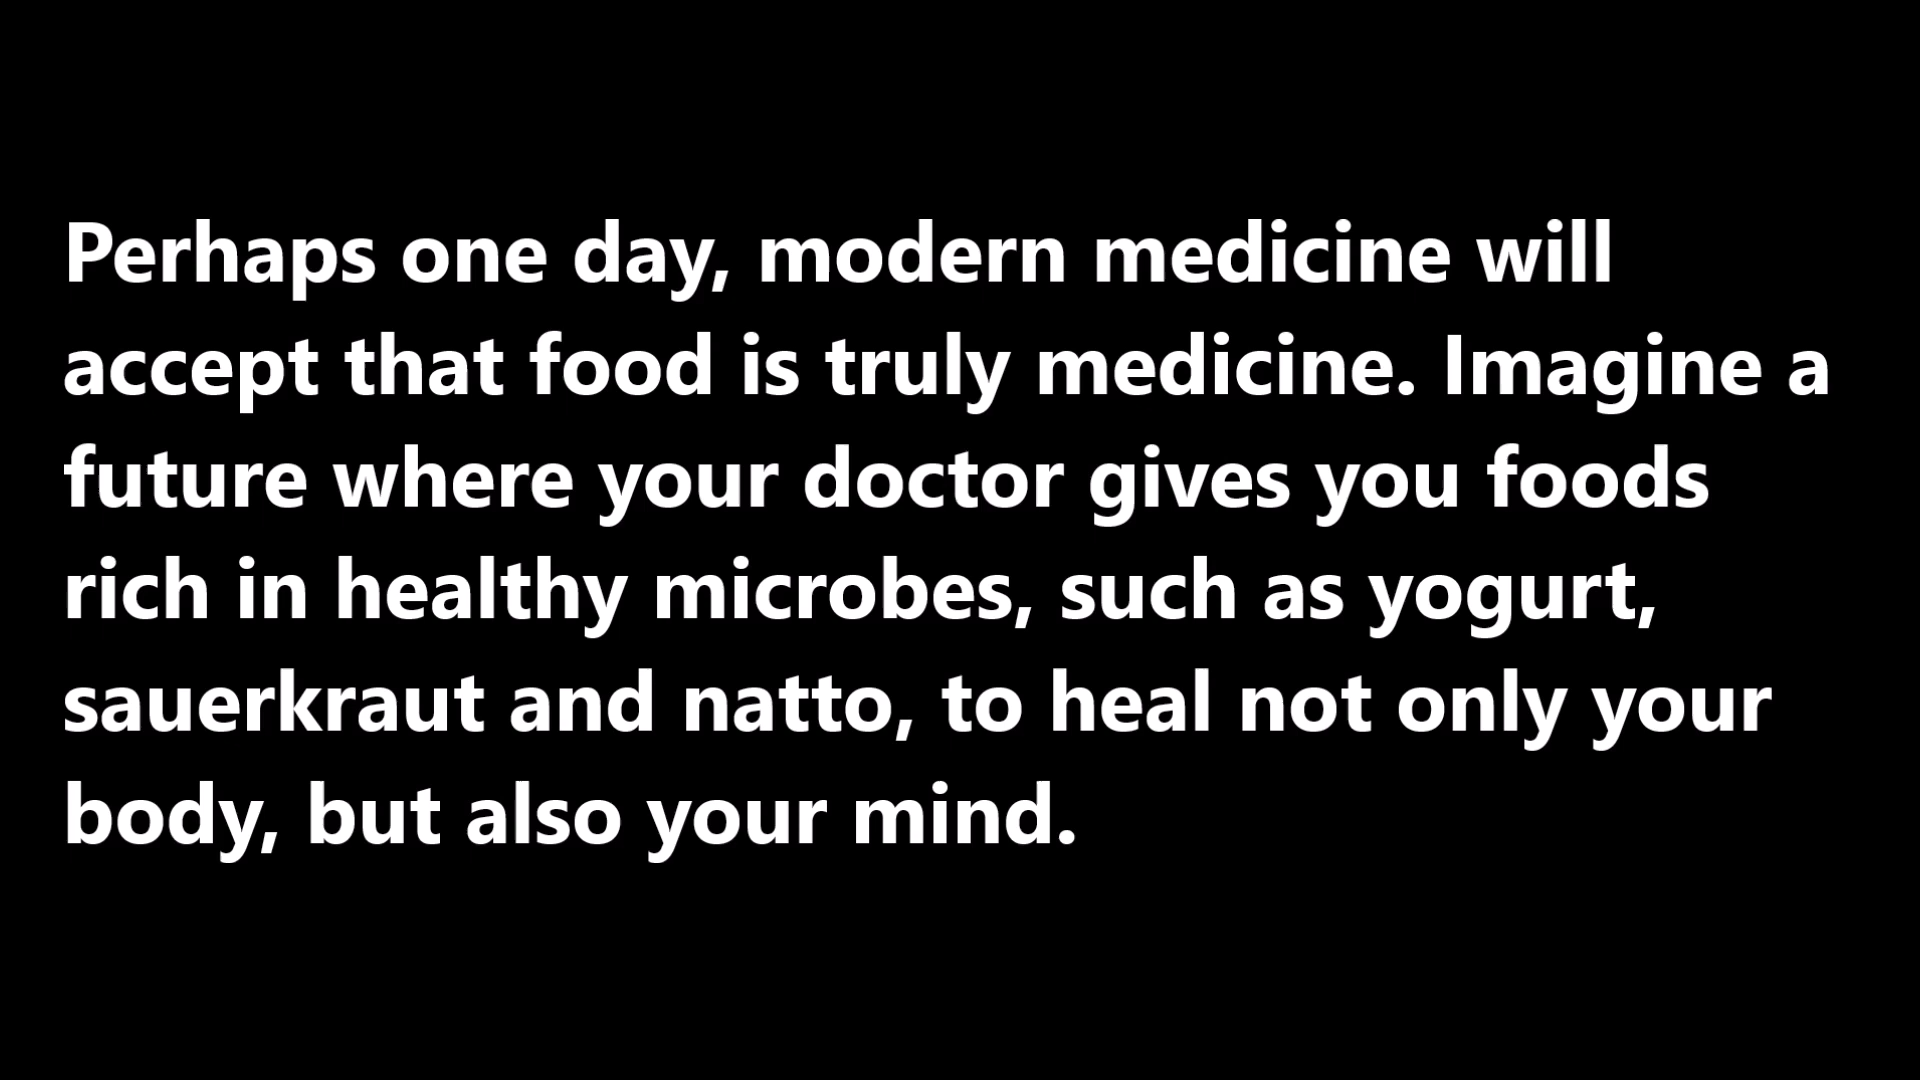 Perhaps one day, modern medicine will
accept that food is truly medicine. Imagine a
future where your doctor gives you foods
rich in healthy microbes, such as yogurt,
sauerkraut and natto, to heal not only your
body, but also your mind.